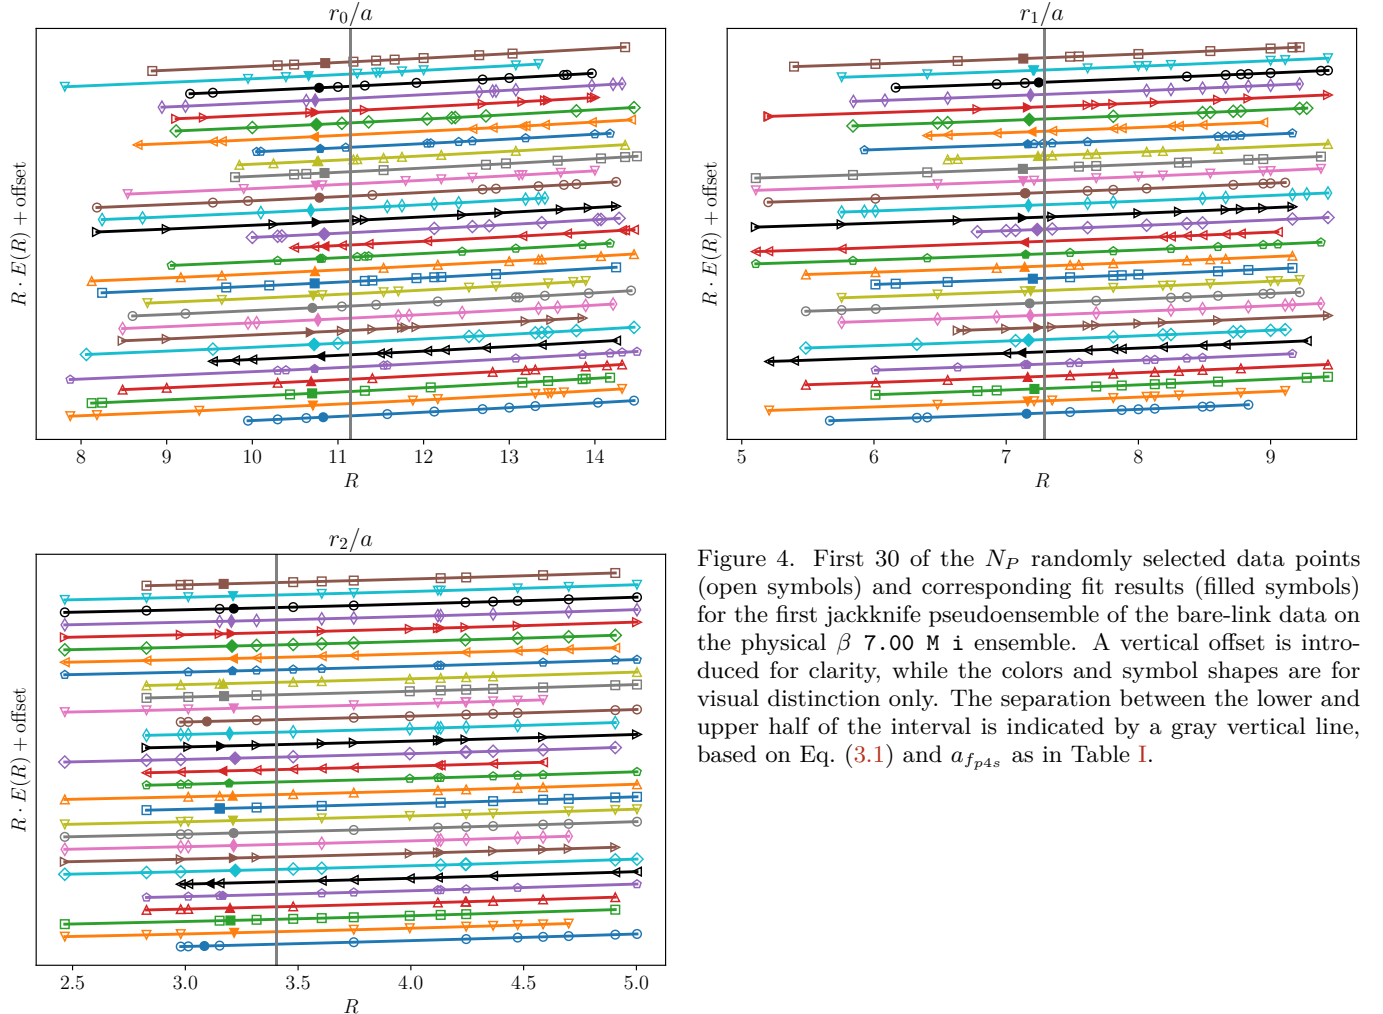 r₀/a
R · E(R) + offset
8 9 10 11 12 13 14
R
r₁/a
R · E(R) + offset
5 6 7 8 9
R
r₂/a
R · E(R) + offset
2.5 3.0 3.5 4.0 4.5 5.0
R
Figure 4. First 30 of the N_P randomly selected data points
(open symbols) and corresponding fit results (filled symbols)
for the first jackknife pseudoensemble of the bare-link data on
the physical β 7.00 M i ensemble. A vertical offset is intro-
duced for clarity, while the colors and symbol shapes are for
visual distinction only. The separation between the lower and
upper half of the interval is indicated by a gray vertical line,
based on Eq. (3.1) and a_{f_{p4s}} as in Table I.